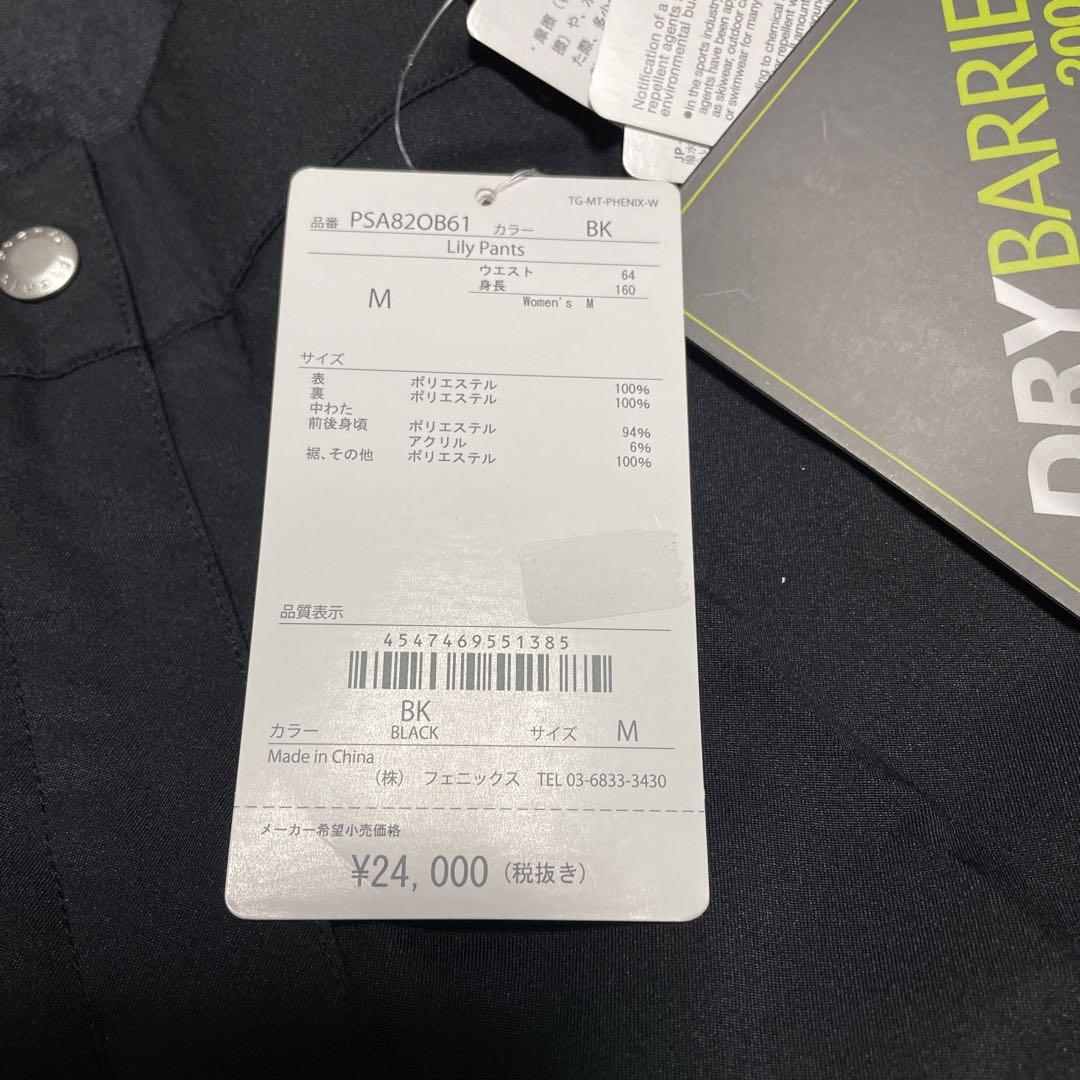 TG-MT-PHENIX-W
品番 PSA82OB61 カラー BK
Lily Pants
M
ウエスト 64
身長 160
Women's M
サイズ
表 ポリエステル 100%
裏 ポリエステル 100%
中わた
前後身頃 ポリエステル 94%
アクリル 6%
裾、その他 ポリエステル 100%
品質表示
4547469551385
カラー BK サイズ M
BLACK
Made in China
(株) フェニックス TEL 03-6833-3430
メーカー希望小売価格
¥24,000 (税抜き)
Notification of a
repellent agents
environmental bu
●In the sports industry
agents have been ap
as skiwear, outdoor c
or swimwear for many
JP
DRY BARRIE
200